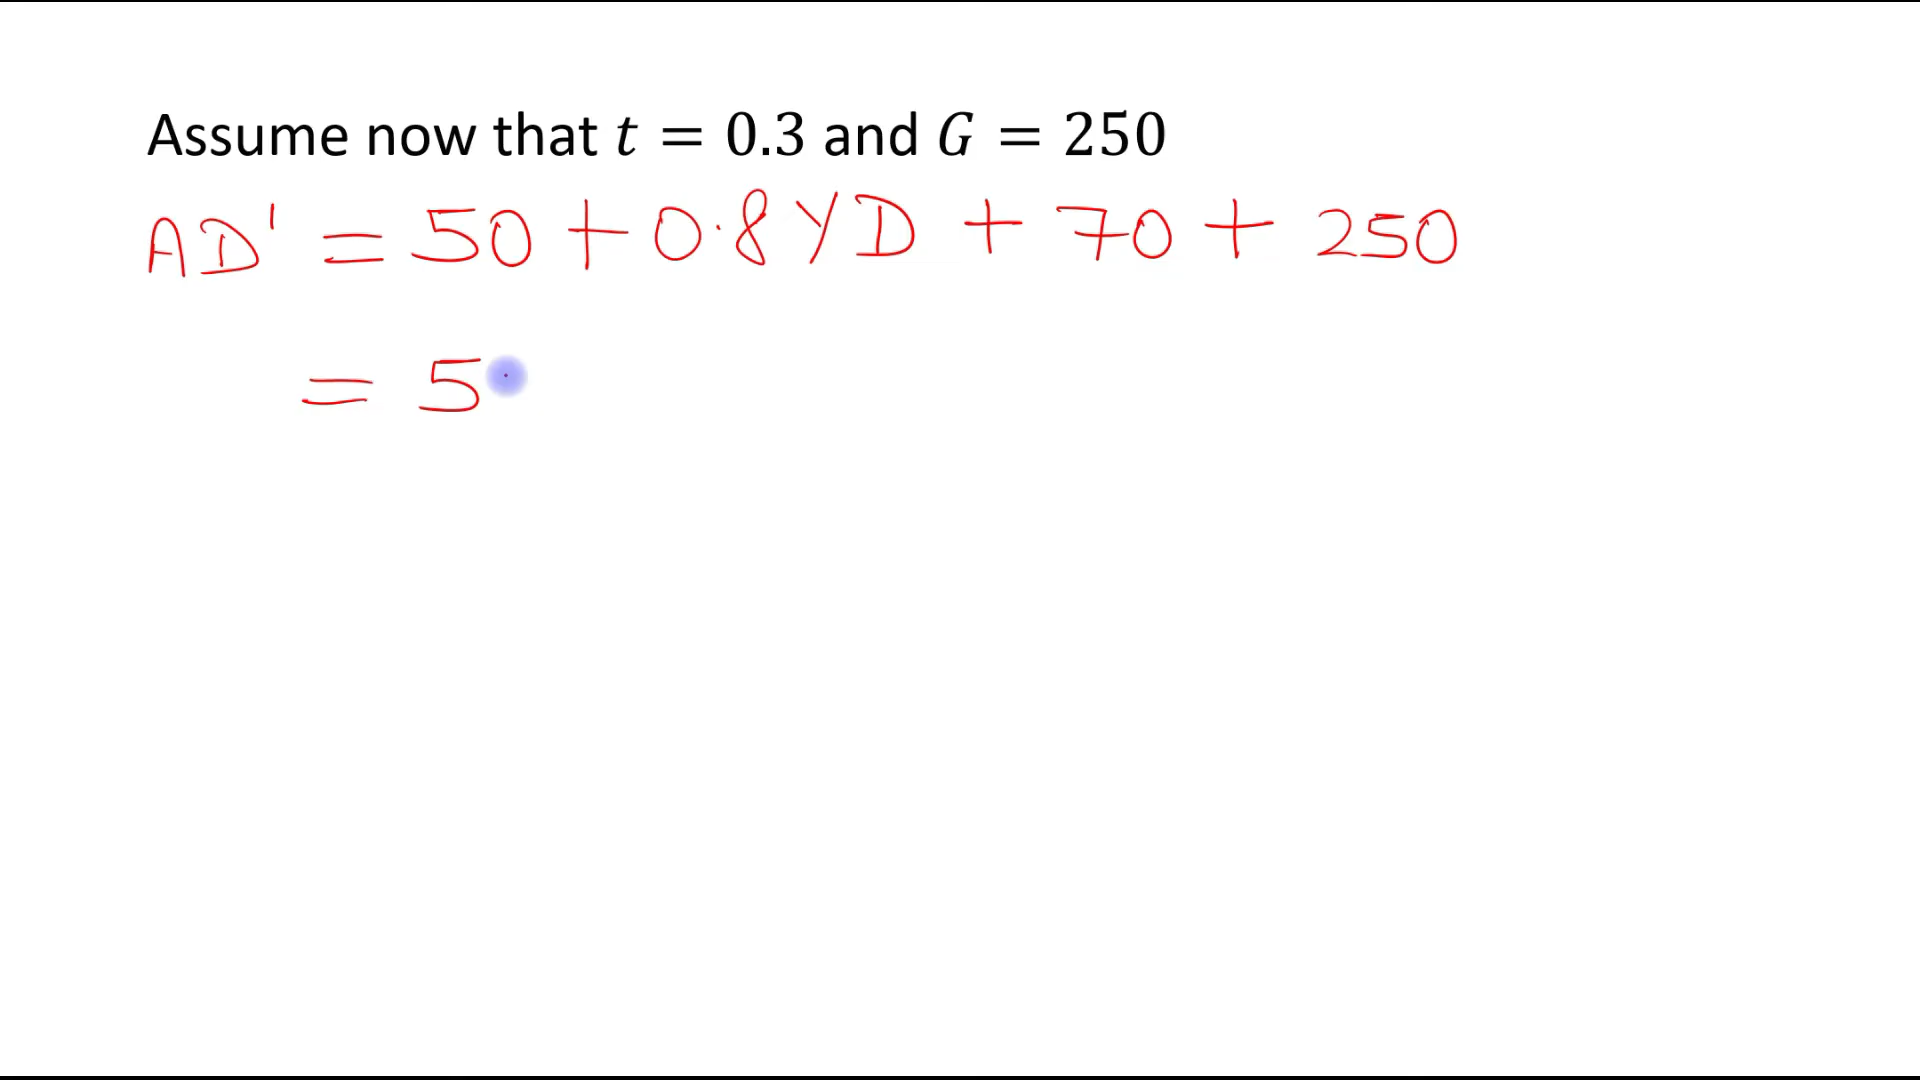 Assume now that t = 0.3 and G = 250
AD' = 50 + 0.8YD + 70 + 250
= 5